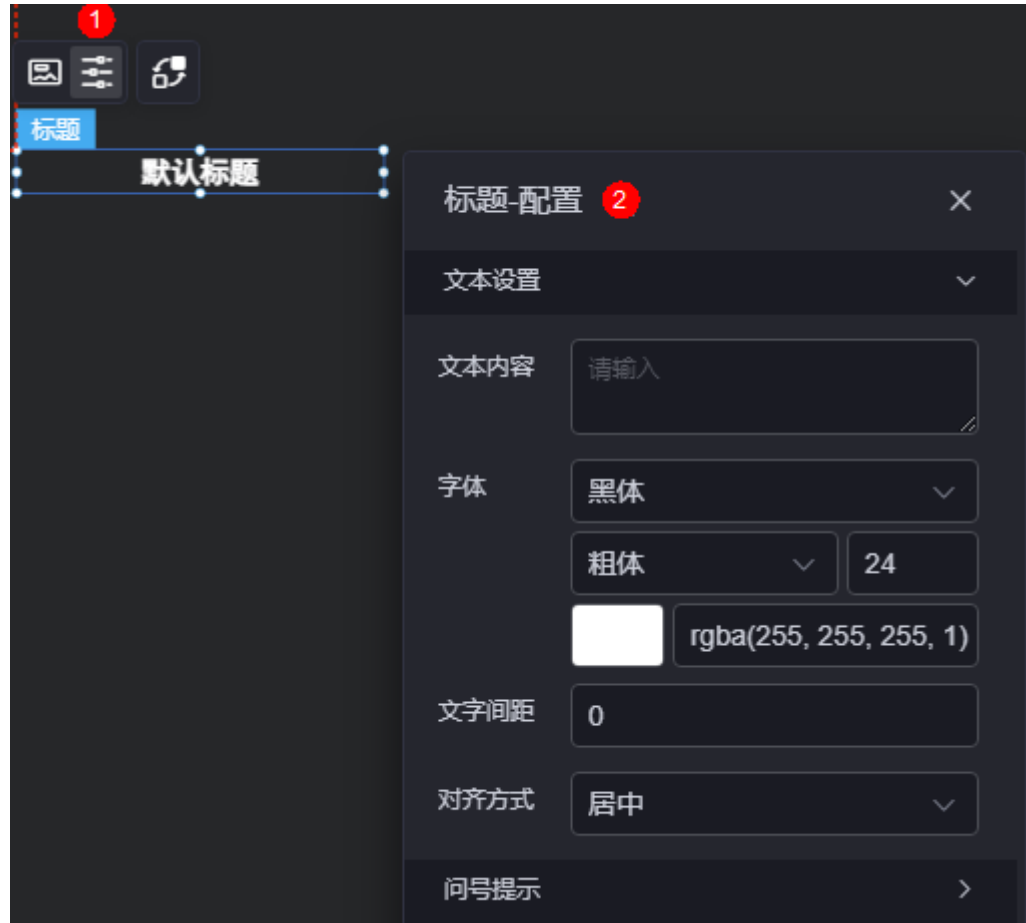 1
标题
默认标题
标题-配置 2
文本设置
文本内容 请输入
字体 黑体
粗体 24
rgba(255, 255, 255, 1)
文字间距 0
对齐方式 居中
问号提示